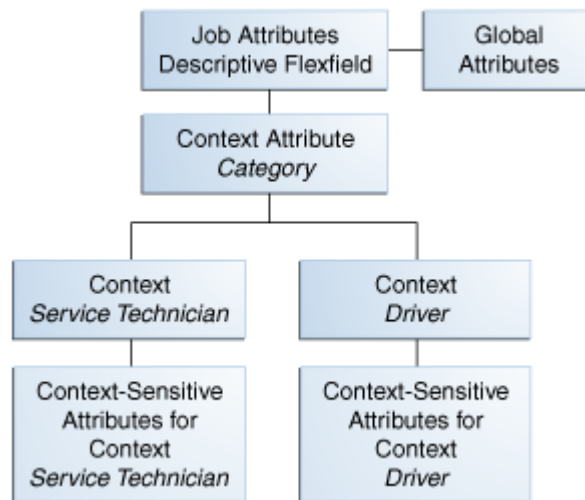 Job Attributes
Descriptive Flexfield
Global
Attributes
Context Attribute
Category
Context
Service Technician
Context
Driver
Context-Sensitive
Attributes for
Context
Service Technician
Context-Sensitive
Attributes for
Context
Driver